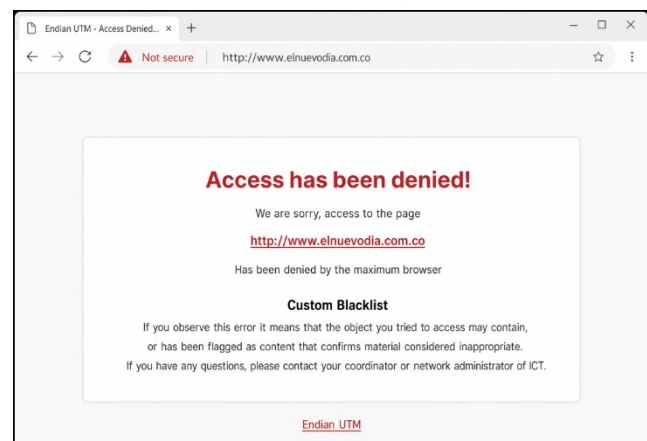 Endian UTM - Access Denied...
Not secure
http://www.elnuevodia.com.co
Access has been denied!
We are sorry, access to the page
http://www.elnuevodia.com.co
Has been denied by the maximum browser
Custom Blacklist
If you observe this error it means that the object you tried to access may contain,
or has been flagged as content that confirms material considered inappropriate.
If you have any questions, please contact your coordinator or network administrator of ICT.
Endian UTM